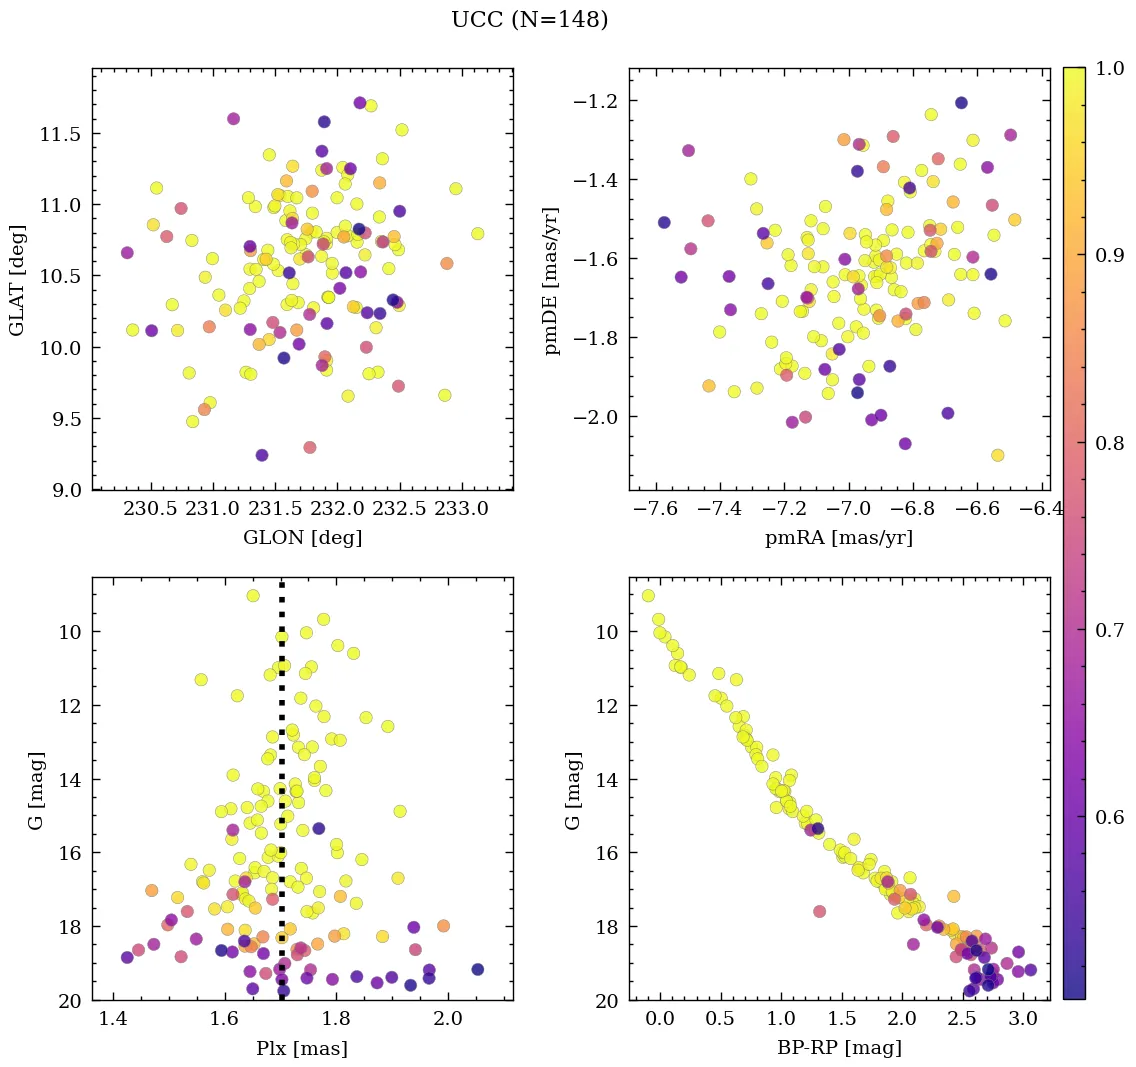 UCC (N=148)
11.5
11.0
10.5
10.0
9.5
9.0
GLAT [deg]
230.5 231.0 231.5 232.0 232.5 233.0
GLON [deg]
−1.2
−1.4
−1.6
−1.8
−2.0
pmDE [mas/yr]
−7.6 −7.4 −7.2 −7.0 −6.8 −6.6 −6.4
pmRA [mas/yr]
1.0
0.9
0.8
0.7
0.6
10
12
14
16
18
20
G [mag]
1.4 1.6 1.8 2.0
Plx [mas]
10
12
14
16
18
20
G [mag]
0.0 0.5 1.0 1.5 2.0 2.5 3.0
BP-RP [mag]